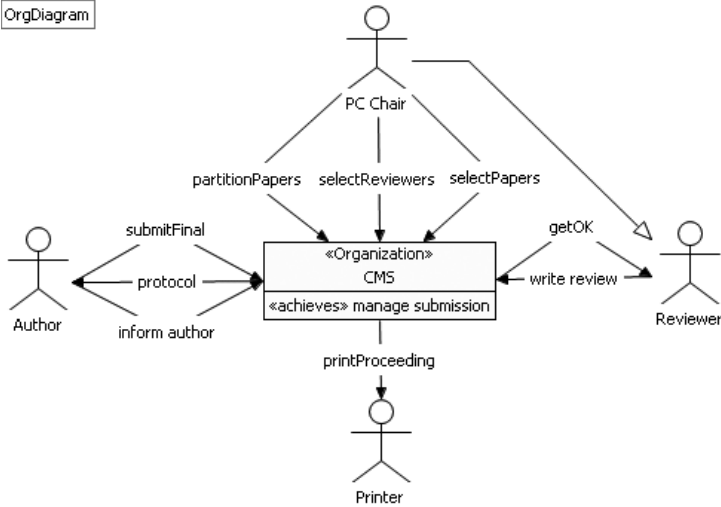 OrgDiagram
PC Chair
partitionPapers
selectReviewers
selectPapers
submitFinal
getOK
«Organization»
CMS
protocol
write review
«achieves» manage submission
Author
inform author
Reviewer
printProceeding
Printer